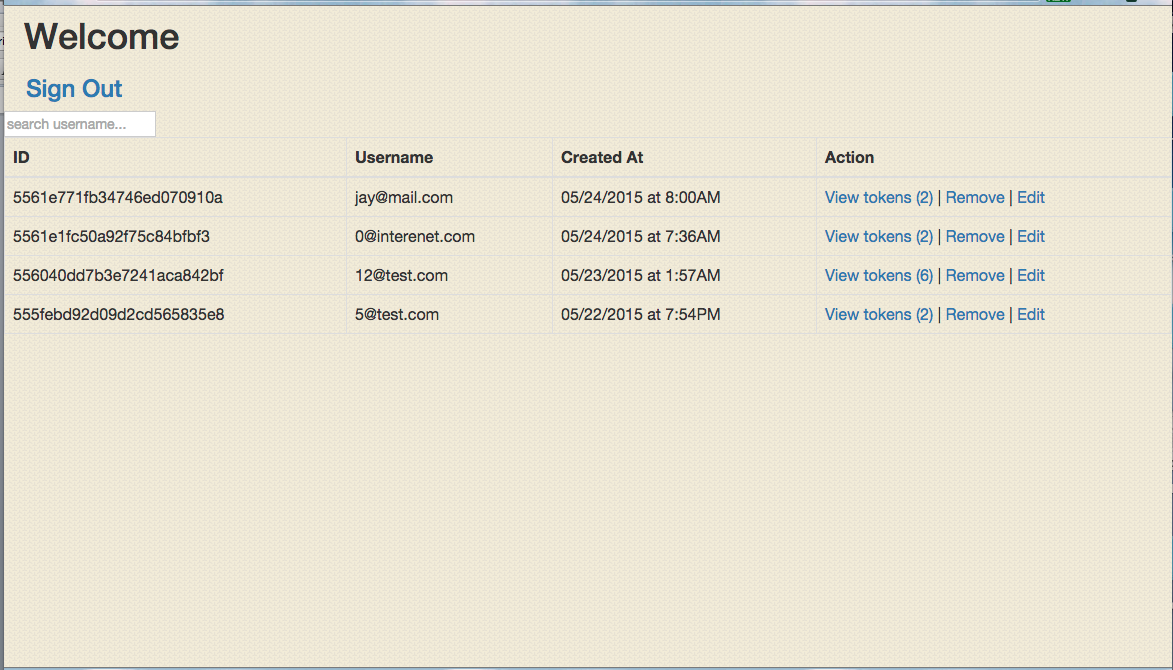 Welcome
Sign Out
search username...
ID Username Created At Action
5561e771fb34746ed070910a jay@mail.com 05/24/2015 at 8:00AM View tokens (2) | Remove | Edit
5561e1fc50a92f75c84bfbf3 0@interenet.com 05/24/2015 at 7:36AM View tokens (2) | Remove | Edit
556040dd7b3e7241aca842bf 12@test.com 05/23/2015 at 1:57AM View tokens (6) | Remove | Edit
555febd92d09d2cd565835e8 5@test.com 05/22/2015 at 7:54PM View tokens (2) | Remove | Edit